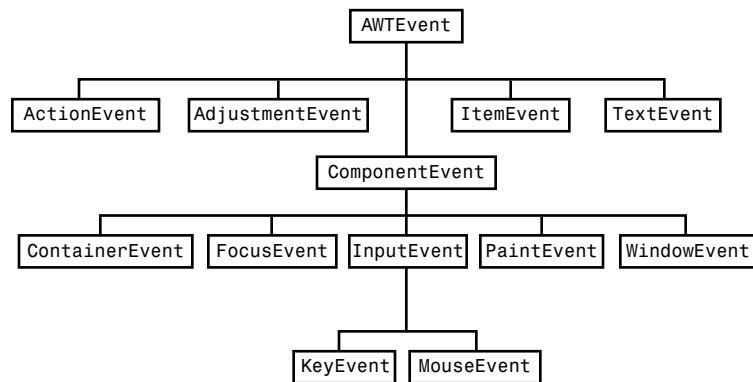 AWTEvent
ActionEvent AdjustmentEvent ItemEvent TextEvent
ComponentEvent
ContainerEvent FocusEvent InputEvent PaintEvent WindowEvent
KeyEvent MouseEvent